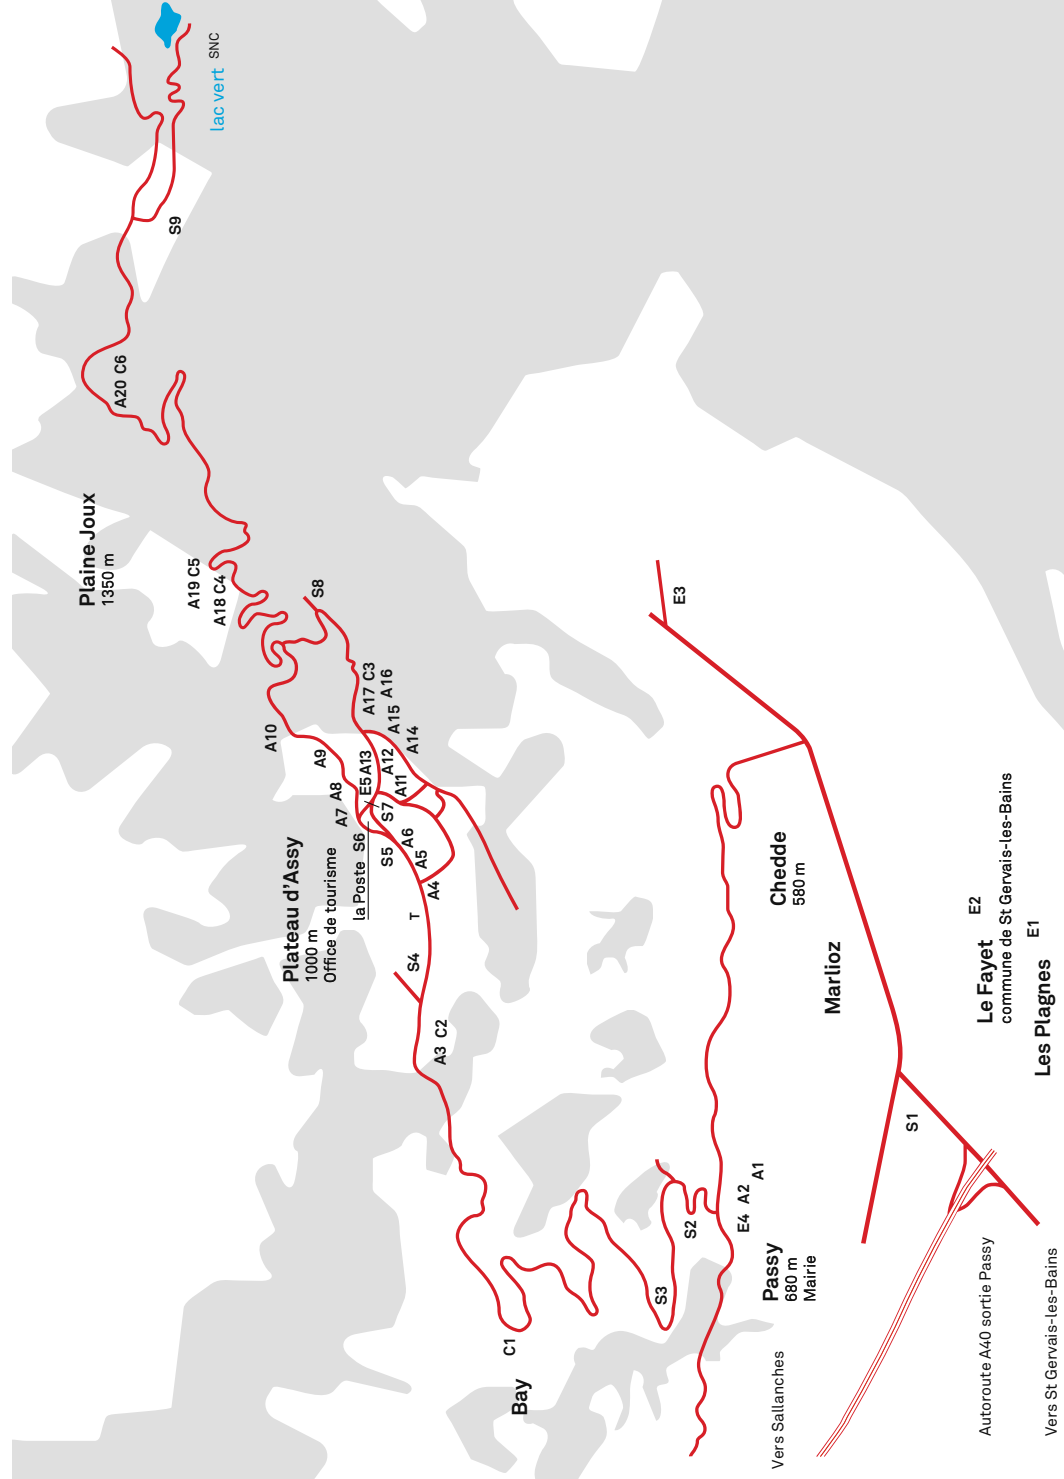 lac vert SNC
S9
A20 C6
Plaine Joux
1350 m
A19 C5
A18 C4
S8
A10
A9
A8
A7
A17 C3
A16
A15
A14
E5 A13
A12
A11
S7
S6
S5
A6
A5
A4
Plateau d’Assy
1000 m
Office de tourisme
la Poste
T
S4
A3 C2
C1
Bay
S3
S2
E4 A2
A1
Passy
680 m
Mairie
Vers Sallanches
E3
Chedde
580 m
Marlioz
E2
Le Fayet
commune de St Gervais-les-Bains
E1
Les Plagnes
S1
Autoroute A40 sortie Passy
Vers St Gervais-les-Bains